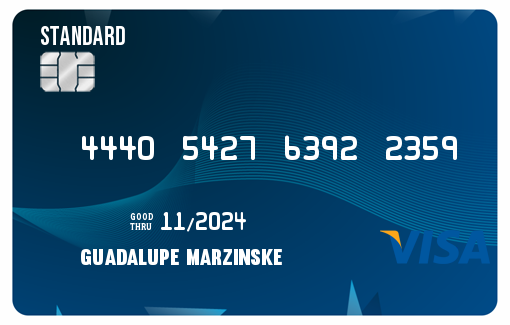 STANDARD
4440 5427 6392 2359
GOOD THRU 11/2024
GUADALUPE MARZINSKE
VISA